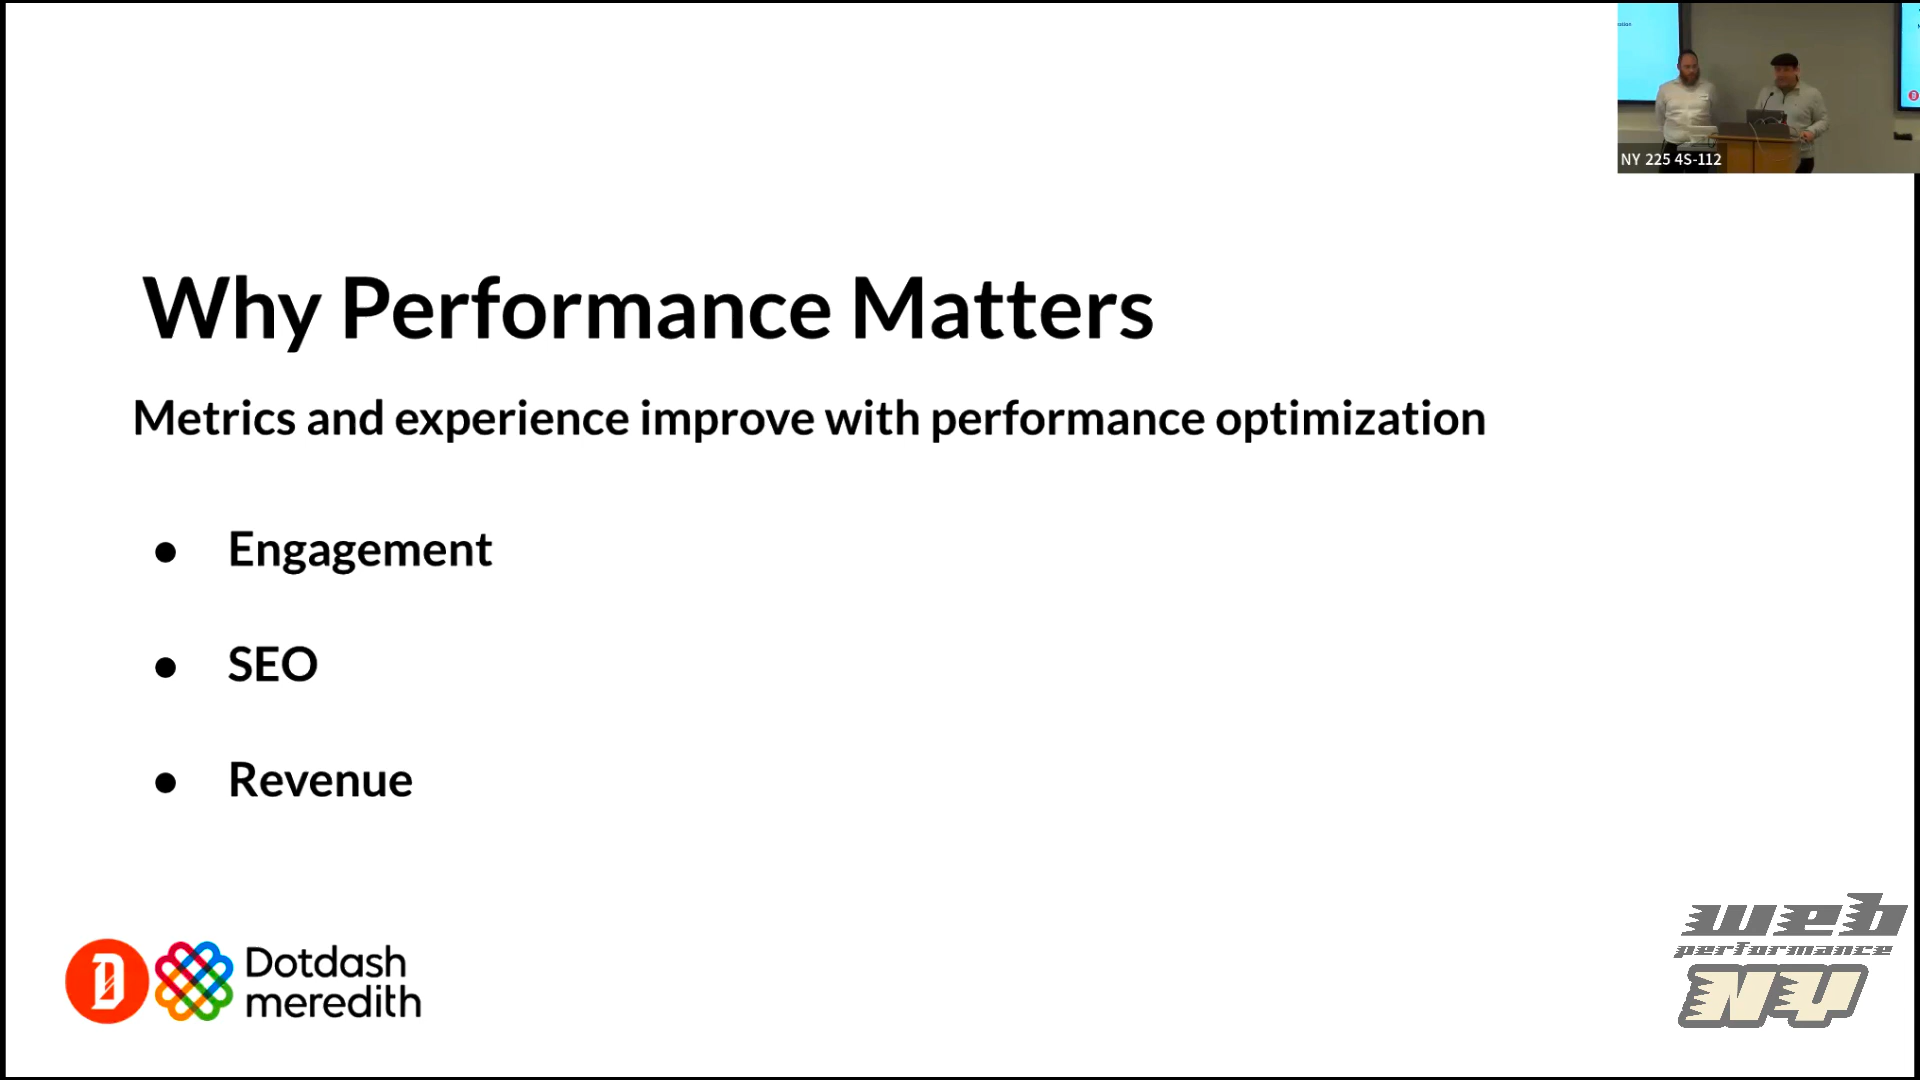 NY 225 4S-112
Why Performance Matters
Metrics and experience improve with performance optimization
● Engagement
● SEO
● Revenue
D
Dotdash
meredith
web
performance
NY